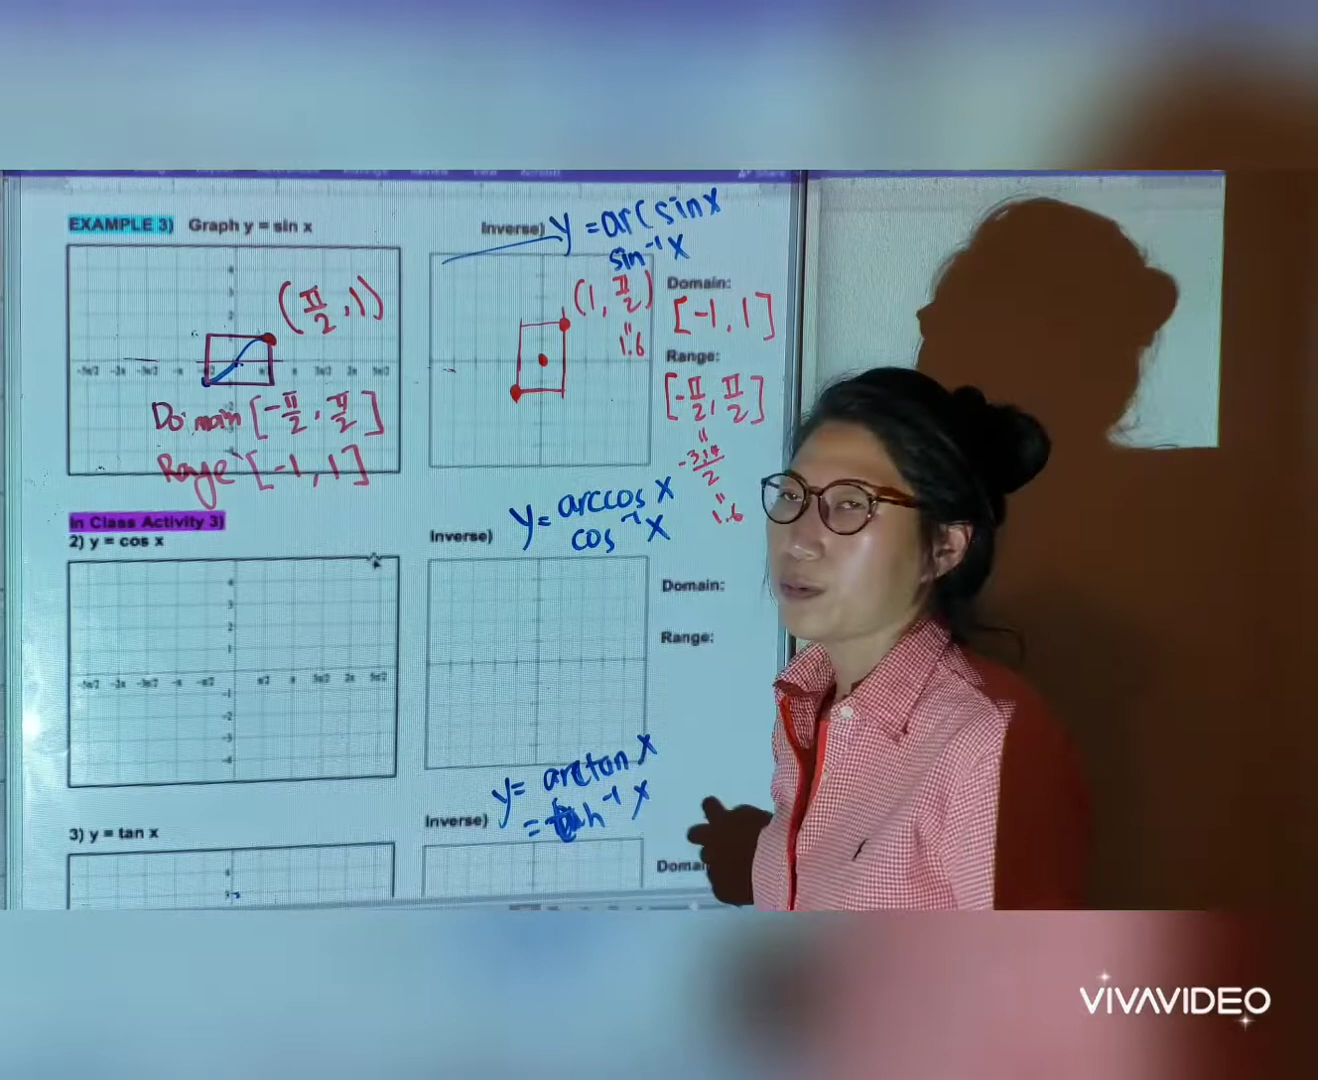 EXAMPLE 3) Graph y = sin x
Inverse) y = arcsin x
sin⁻¹ x
(π/2, 1)
Domain [-π/2, π/2]
Range [-1, 1]
(1, π/2)
"
1.6
Domain:
[-1, 1]
Range:
[-π/2, π/2]
"
-3.14/2
"
1.6
In Class Activity 3)
2) y = cos x
Inverse) y = arccos x
cos⁻¹ x
Domain:
Range:
3) y = tan x
Inverse) y = arctan x
= tan⁻¹ x
VIVAVIDEO